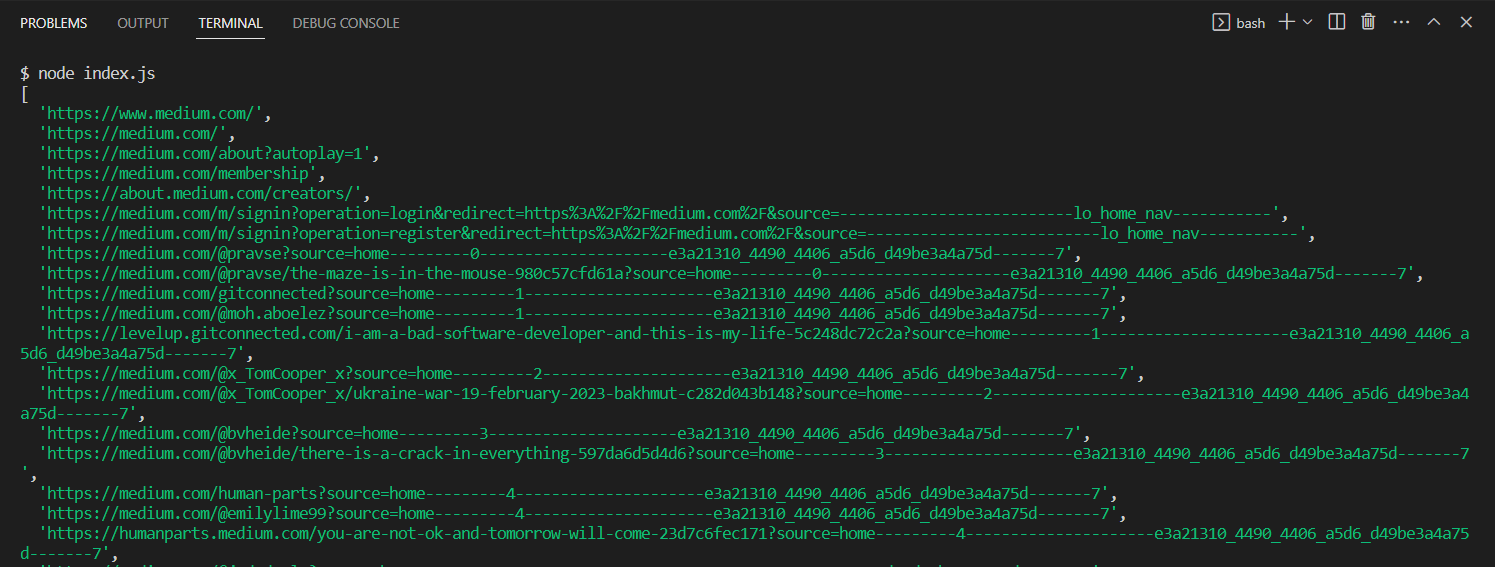 PROBLEMS OUTPUT TERMINAL DEBUG CONSOLE bash
$ node index.js
[
'https://www.medium.com/',
'https://medium.com/',
'https://medium.com/about?autoplay=1',
'https://medium.com/membership',
'https://about.medium.com/creators/',
'https://medium.com/m/signin?operation=login&redirect=https%3A%2F%2Fmedium.com%2F&source=--------------------------lo_home_nav-----------',
'https://medium.com/m/signin?operation=register&redirect=https%3A%2F%2Fmedium.com%2F&source=--------------------------lo_home_nav-----------',
'https://medium.com/@pravse?source=home---------0---------------------e3a21310_4490_4406_a5d6_d49be3a4a75d-------7',
'https://medium.com/@pravse/the-maze-is-in-the-mouse-980c57cfd61a?source=home---------0---------------------e3a21310_4490_4406_a5d6_d49be3a4a75d-------7',
'https://medium.com/gitconnected?source=home---------1---------------------e3a21310_4490_4406_a5d6_d49be3a4a75d-------7',
'https://medium.com/@moh.aboelez?source=home---------1---------------------e3a21310_4490_4406_a5d6_d49be3a4a75d-------7',
'https://levelup.gitconnected.com/i-am-a-bad-software-developer-and-this-is-my-life-5c248dc72c2a?source=home---------1---------------------e3a21310_4490_4406_a
5d6_d49be3a4a75d-------7',
'https://medium.com/@x_TomCooper_x?source=home---------2---------------------e3a21310_4490_4406_a5d6_d49be3a4a75d-------7',
'https://medium.com/@x_TomCooper_x/ukraine-war-19-february-2023-bakhmut-c282d043b148?source=home---------2---------------------e3a21310_4490_4406_a5d6_d49be3a4
a75d-------7',
'https://medium.com/@bvheide?source=home---------3---------------------e3a21310_4490_4406_a5d6_d49be3a4a75d-------7',
'https://medium.com/@bvheide/there-is-a-crack-in-everything-597da6d5d4d6?source=home---------3---------------------e3a21310_4490_4406_a5d6_d49be3a4a75d-------7
',
'https://medium.com/human-parts?source=home---------4---------------------e3a21310_4490_4406_a5d6_d49be3a4a75d-------7',
'https://medium.com/@emilylime99?source=home---------4---------------------e3a21310_4490_4406_a5d6_d49be3a4a75d-------7',
'https://humanparts.medium.com/you-are-not-ok-and-tomorrow-will-come-23d7c6fec171?source=home---------4---------------------e3a21310_4490_4406_a5d6_d49be3a4a75
d-------7',